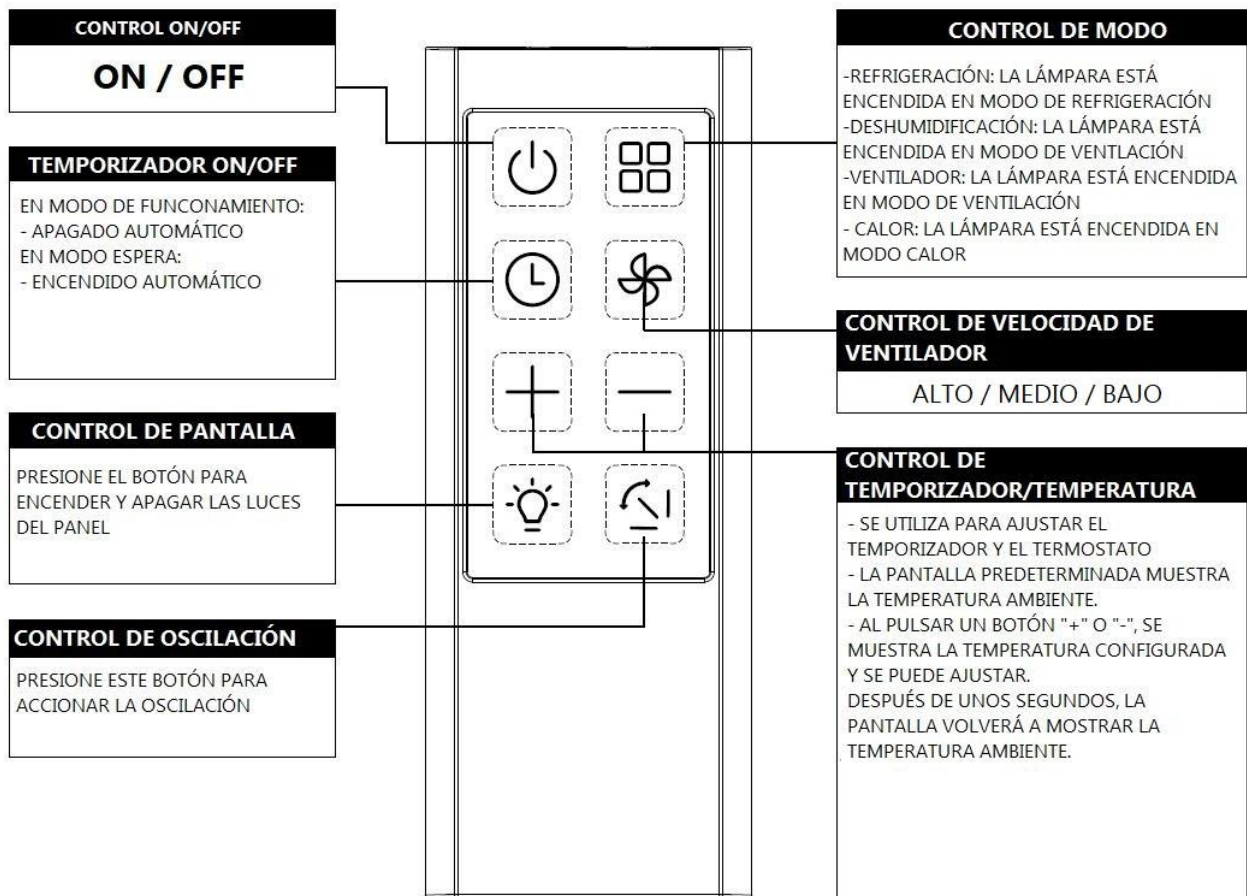 CONTROL ON/OFF
ON / OFF
TEMPORIZADOR ON/OFF
EN MODO DE FUNCONAMIENTO:
- APAGADO AUTOMÁTICO
EN MODO ESPERA:
- ENCENDIDO AUTOMÁTICO
CONTROL DE PANTALLA
PRESIONE EL BOTÓN PARA
ENCENDER Y APAGAR LAS LUCES
DEL PANEL
CONTROL DE OSCILACIÓN
PRESIONE ESTE BOTÓN PARA
ACCIONAR LA OSCILACIÓN
CONTROL DE MODO
-REFRIGERACIÓN: LA LÁMPARA ESTÁ
ENCENDIDA EN MODO DE REFRIGERACIÓN
-DESHUMIDIFICACIÓN: LA LÁMPARA ESTÁ
ENCENDIDA EN MODO DE VENTLACIÓN
-VENTILADOR: LA LÁMPARA ESTÁ ENCENDIDA
EN MODO DE VENTILACIÓN
- CALOR: LA LÁMPARA ESTÁ ENCENDIDA EN
MODO CALOR
CONTROL DE VELOCIDAD DE
VENTILADOR
ALTO / MEDIO / BAJO
CONTROL DE
TEMPORIZADOR/TEMPERATURA
- SE UTILIZA PARA AJUSTAR EL
TEMPORIZADOR Y EL TERMOSTATO
- LA PANTALLA PREDETERMINADA MUESTRA
LA TEMPERATURA AMBIENTE.
- AL PULSAR UN BOTÓN "+" O "-", SE
MUESTRA LA TEMPERATURA CONFIGURADA
Y SE PUEDE AJUSTAR.
DESPUÉS DE UNOS SEGUNDOS, LA
PANTALLA VOLVERÁ A MOSTRAR LA
TEMPERATURA AMBIENTE.